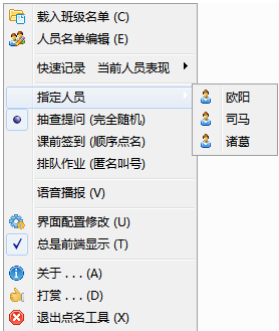 载入班级名单 (C)
人员名单编辑 (E)
快速记录 当前人员表现
指定人员
欧阳
抽查提问 (完全随机)
司马
课前签到 (顺序点名)
诸葛
排队作业 (匿名叫号)
语音播报 (V)
界面配置修改 (U)
总是前端显示 (T)
关于 . . . (A)
打赏 . . . (D)
退出点名工具 (X)